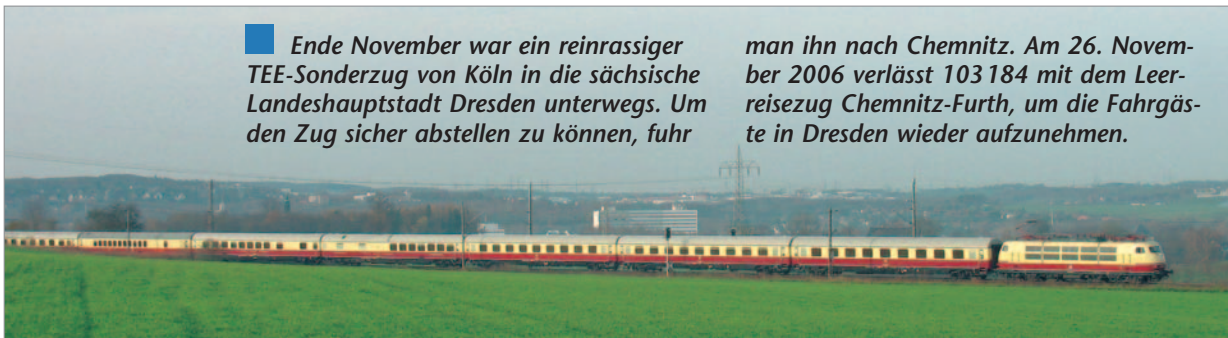 Ende November war ein reinrassiger
TEE-Sonderzug von Köln in die sächsische
Landeshauptstadt Dresden unterwegs. Um
den Zug sicher abstellen zu können, fuhr
man ihn nach Chemnitz. Am 26. Novem-
ber 2006 verlässt 103 184 mit dem Leer-
reisezug Chemnitz-Furth, um die Fahrgäs-
te in Dresden wieder aufzunehmen.